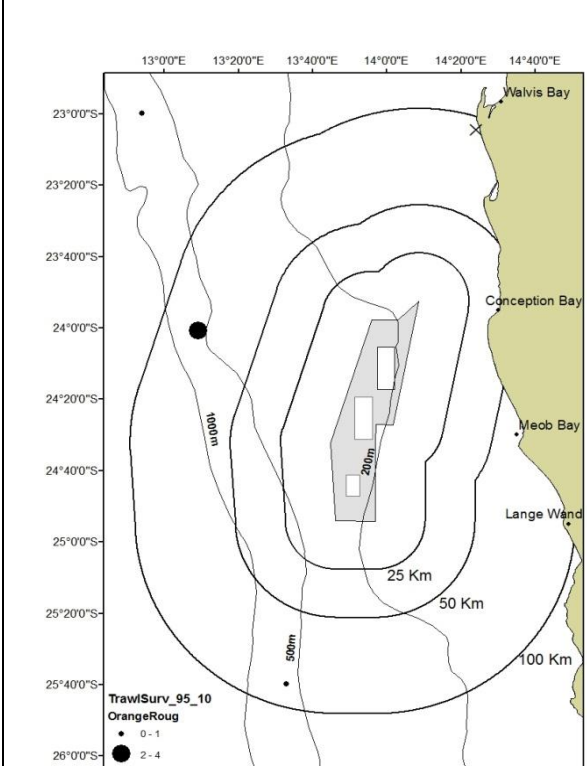 13°0'0"E 13°20'0"E 13°40'0"E 14°0'0"E 14°20'0"E 14°40'0"E
Walvis Bay
23°0'0"S
23°20'0"S
23°40'0"S
Conception Bay
24°0'0"S
24°20'0"S
1000m
Meob Bay
200m
24°40'0"S
Lange Wand
25°0'0"S
25 Km
50 Km
25°20'0"S
500m
100 Km
25°40'0"S
TrawlSurv_95_10
OrangeRoug
0 - 1
2 - 4
26°0'0"S